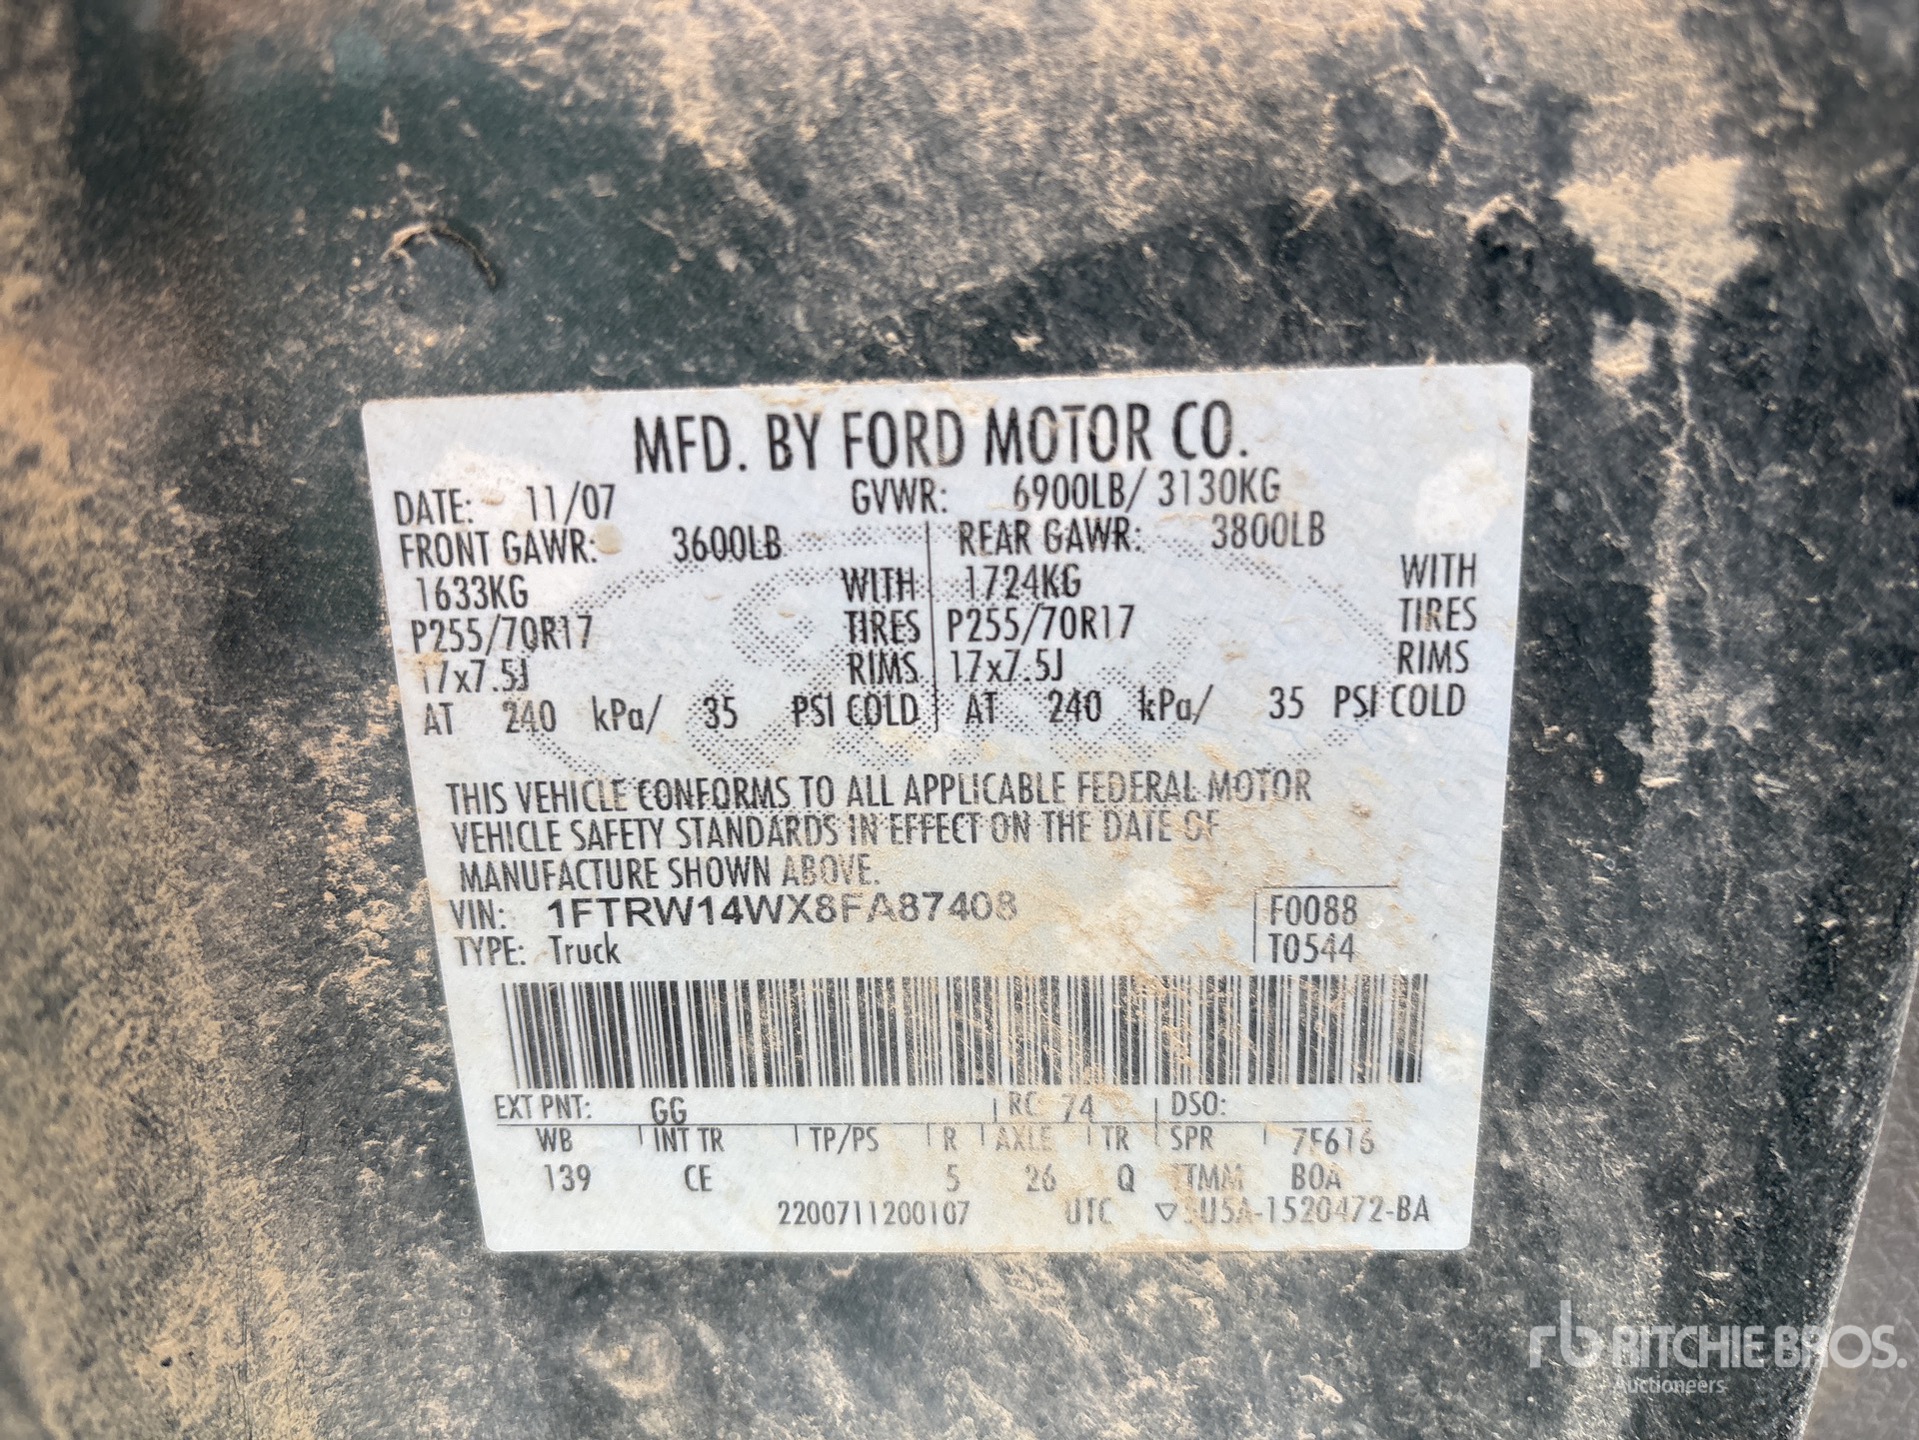 MFD. BY FORD MOTOR CO.
DATE: 11/07 GVWR: 6900LB/ 3130KG
FRONT GAWR: 3600LB REAR GAWR: 3800LB
1633KG WITH 1724KG WITH
P255/70R17 TIRES P255/70R17 TIRES
17x7.5J RIMS 17x7.5J RIMS
AT 240 kPa/ 35 PSI COLD AT 240 kPa/ 35 PSI COLD
THIS VEHICLE CONFORMS TO ALL APPLICABLE FEDERAL MOTOR
VEHICLE SAFETY STANDARDS IN EFFECT ON THE DATE OF
MANUFACTURE SHOWN ABOVE.
VIN: 1FTRW14WX8FA87408 F0088
TYPE: Truck T0544
EXT PNT: GG RC 74 DSO:
WB INT TR TP/PS R AXLE TR SPR 7F616
139 CE 5 26 Q TTMM BOA
2200711200107 UTC ▽5U5A-1520472-BA
rb RITCHIE BROS.
Auctioneers